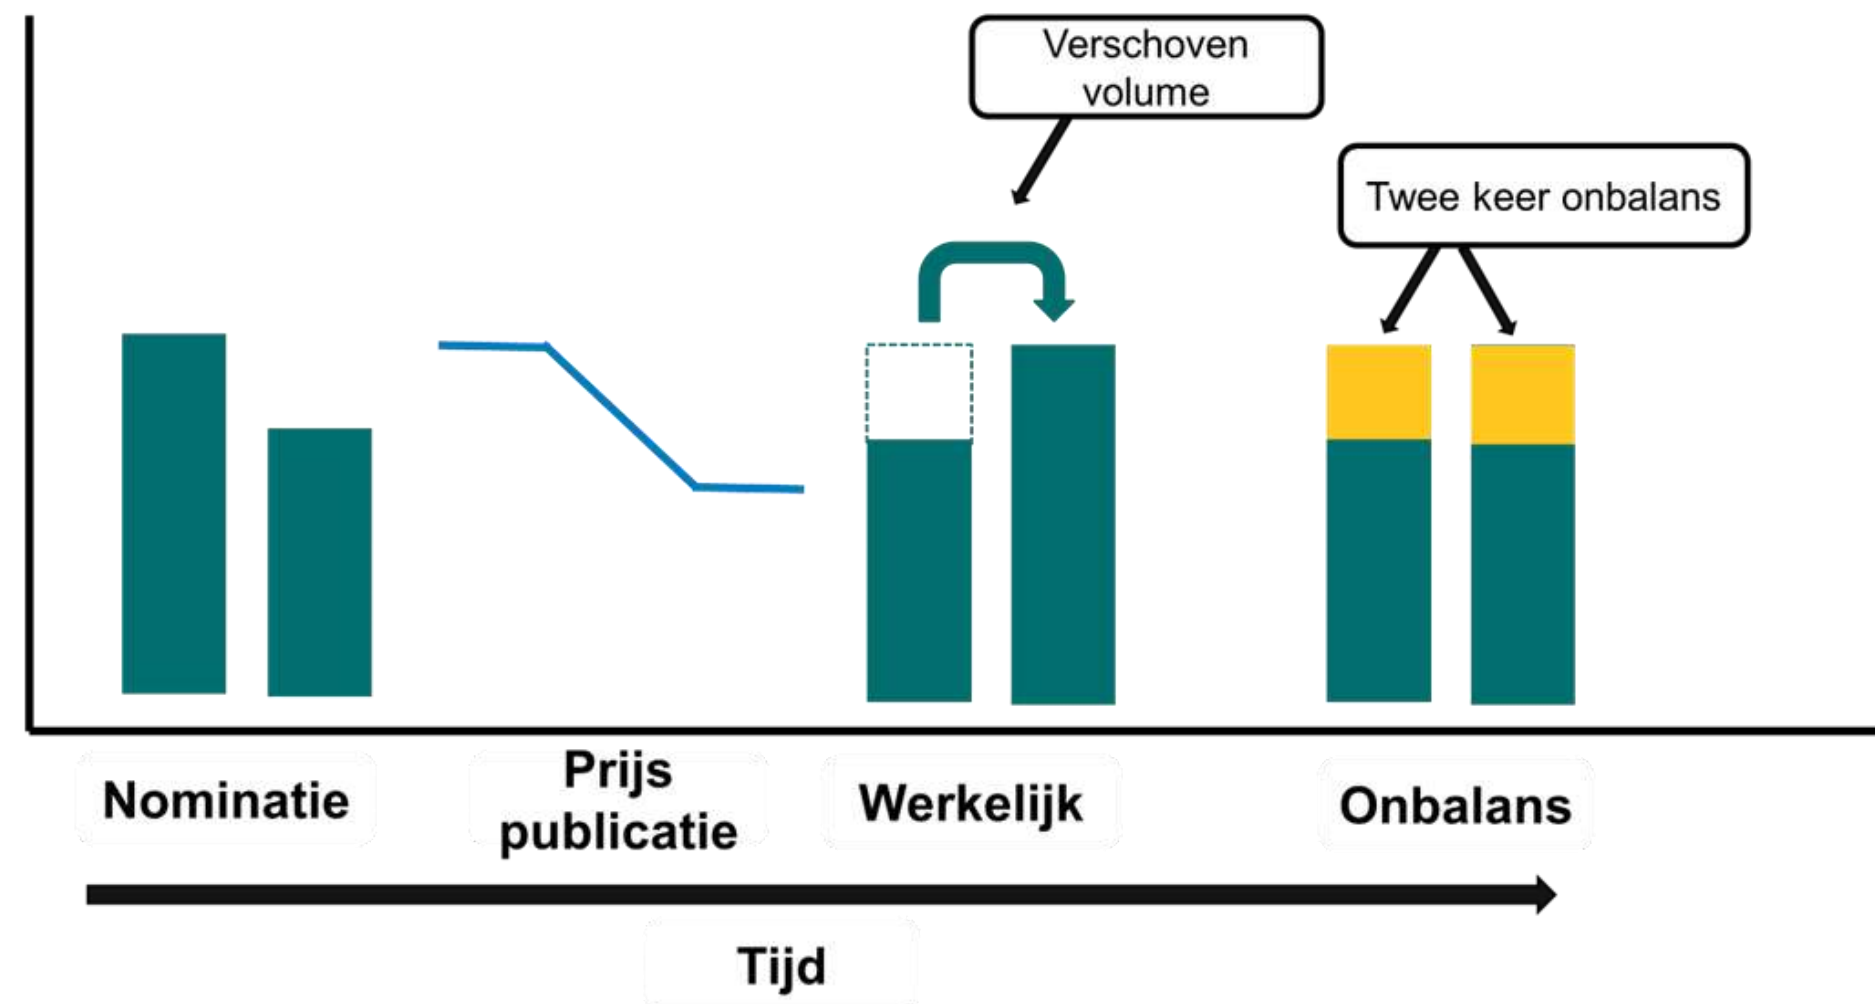 Verschoven
volume
Twee keer onbalans
Nominatie
Prijs
publicatie
Werkelijk
Onbalans
Tijd